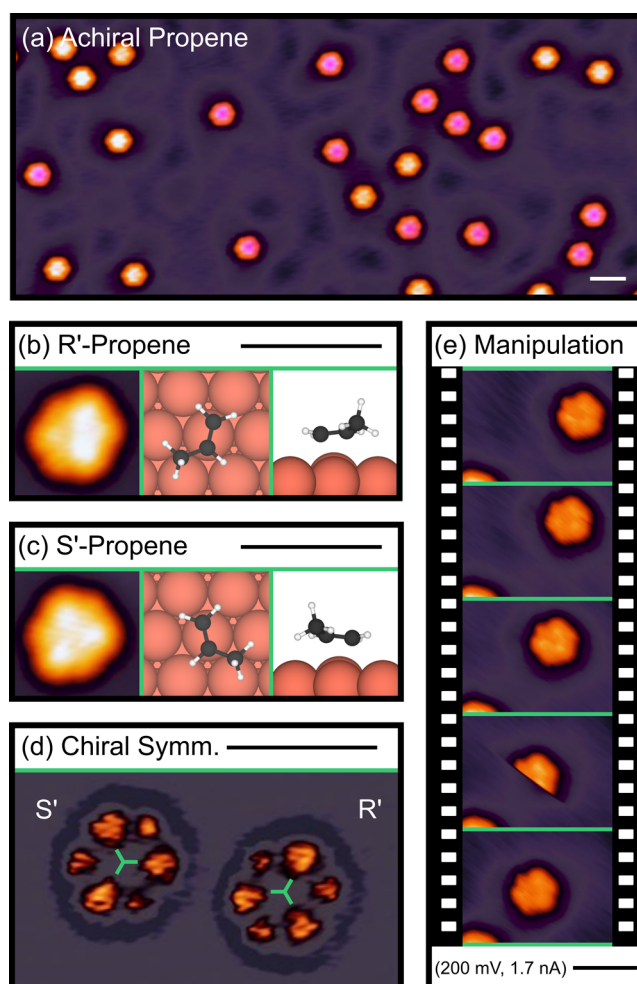 (a) Achiral Propene
(b) R'-Propene
(c) S'-Propene
(d) Chiral Symm.
S'
R'
(e) Manipulation
(200 mV, 1.7 nA)